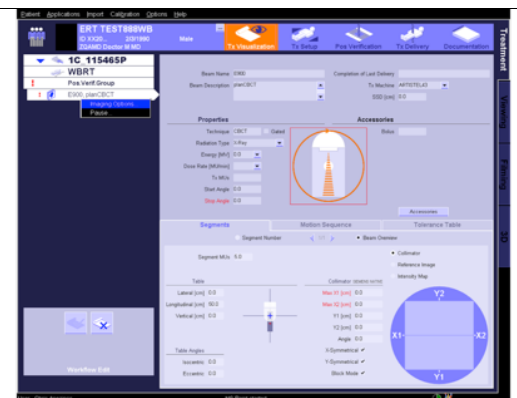 Patient Applications Import Calibration Options Help
ERT TEST888WB
Male
ZQAMD Doctor M MD
Tx Visualization
Tx Setup
Pos Verification
Tx Delivery
Documentation
Treatment
Viewing
Filming
3D
1C_115465P
WBRT
Pos Verif.Group
E900, planCBCT
Imaging Options
Pause
Beam Name E900
Completion of Last Delivery
Beam Description planCBCT
Tx Machine
SSD [cm] 0.0
Properties
Accessories
Technique CBCT Gated
Bolus
Radiation Type X-Ray
Energy [MV] 0.0
Dose Rate [MU/min] 0.0
Tx MUs
Start Angle 0.0
Stop Angle 0.0
Accessories
Segments
Motion Sequence
Tolerance Table
Segment Number
Beam Overview
Segment MUs 0.0
Collimator
Reference Image
Intensity Map
Table
Collimator
Lateral [cm] 0.0
Max X1 [cm] 0.0
Longitudinal [cm] 50.0
Max X2 [cm] 0.0
Vertical [cm] 0.0
Y1 [cm] 0.0
Y2 [cm] 0.0
Angle 0.0
Table Angles
X-Symmetrical ✔
Isocentric 0.0
Y-Symmetrical ✔
Eccentric 0.0
Block Mode ✔
Y2
X1
X2
Y1
Workflow Edit